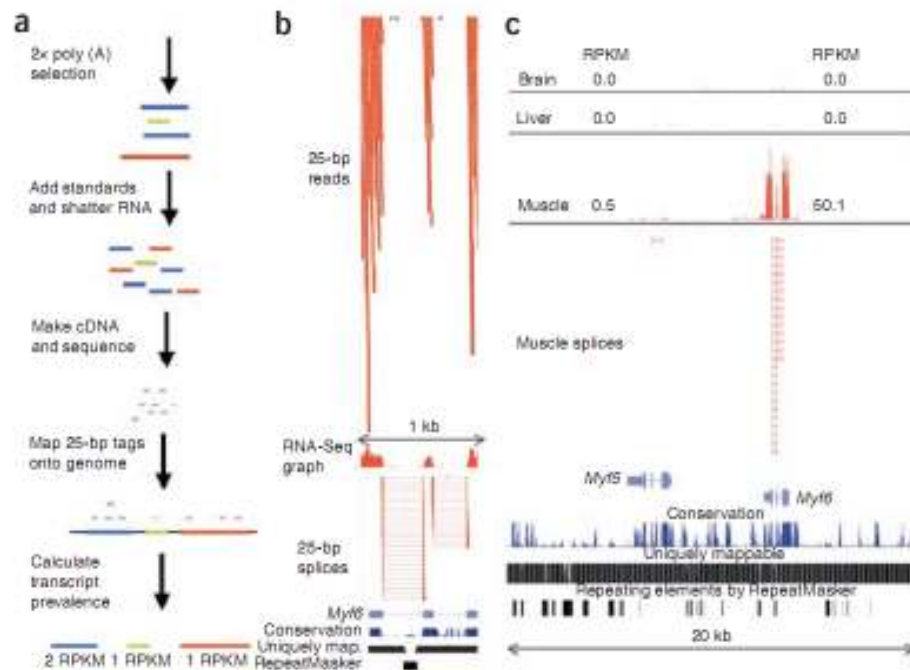 a
2× poly (A)
selection
Add standards
and shatter RNA
Make cDNA
and sequence
Map 25-bp tags
onto genome
Calculate
transcript
prevalence
2 RPKM 1 RPKM 1 RPKM
b
25-bp
reads
1 kb
RNA-Seq
graph
25-bp
splices
Myf6
Conservation
Uniquely map.
RepeatMasker
c
RPKM RPKM
Brain 0.0 0.0
Liver 0.0 0.0
Muscle 0.5 50.1
Muscle splices
Myf5
Myf6
Conservation
Uniquely mappable
Repeating elements by RepeatMasker
20 kb